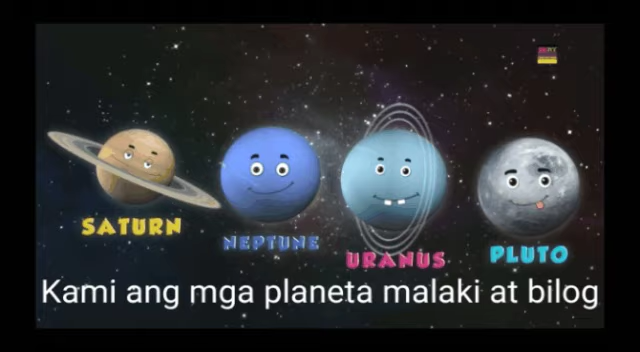 SATURN
NEPTUNE
URANUS
PLUTO
Kami ang mga planeta malaki at bilog